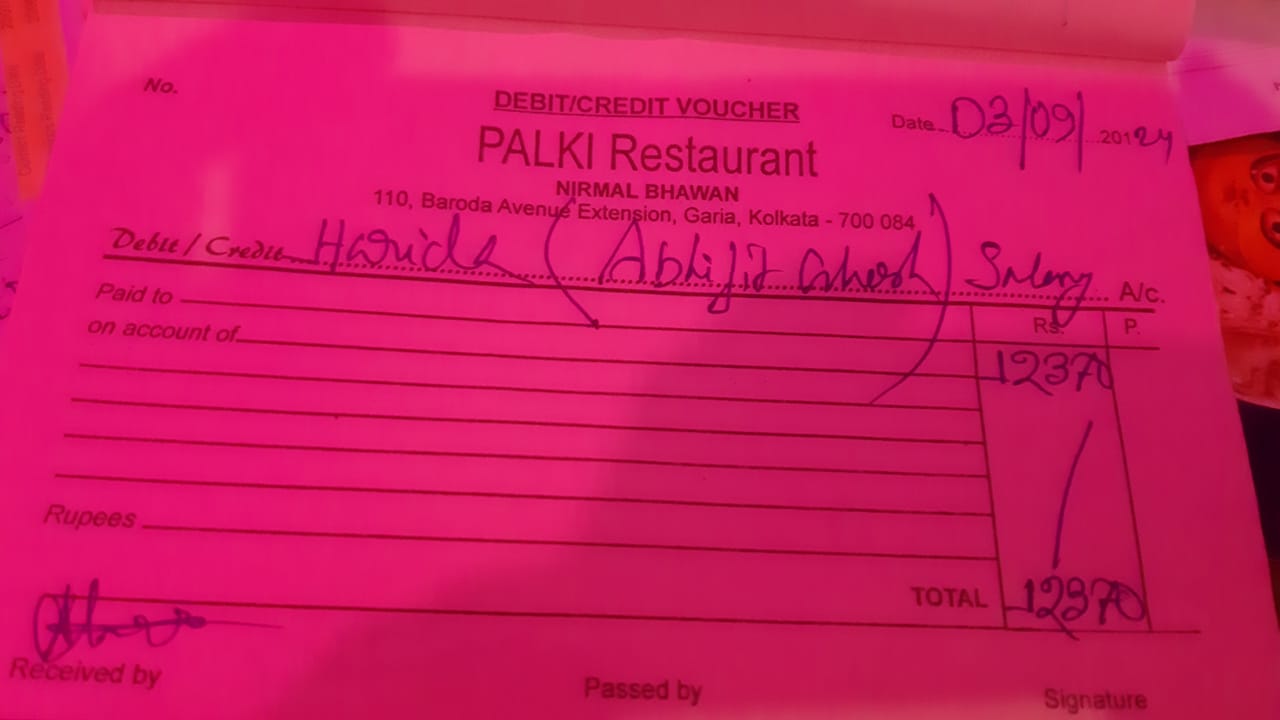 No.
DEBIT/CREDIT VOUCHER
Date 03/09/ 20124
PALKI Restaurant
NIRMAL BHAWAN
110, Baroda Avenue Extension, Garia, Kolkata - 700 084
Debit / Credit Harida (Abhijit Ghosh) Salary A/c.
Paid to Rs. P.
on account of 12370
Rupees
TOTAL 12370
Received by Passed by Signature